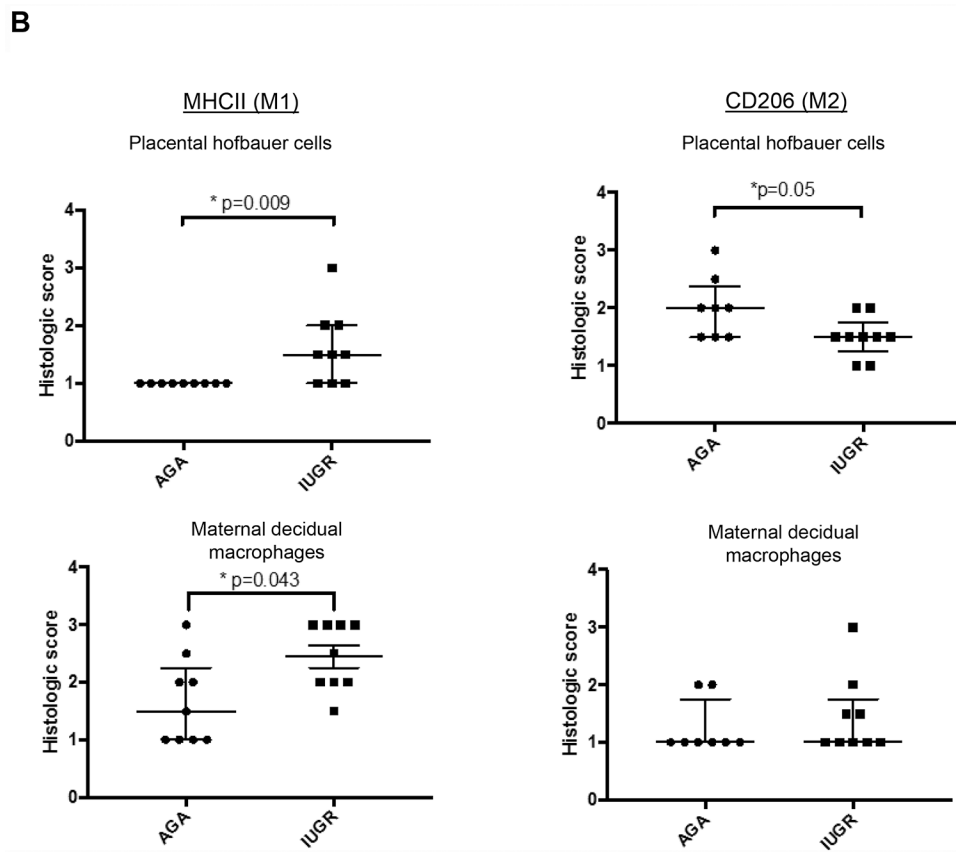 B
MHCII (M1)
Placental hofbauer cells
* p=0.009
Histologic score
4
3
2
1
0
AGA
IUGR
CD206 (M2)
Placental hofbauer cells
*p=0.05
Histologic score
4
3
2
1
0
AGA
IUGR
Maternal decidual
macrophages
* p=0.043
Histologic score
4
3
2
1
0
AGA
IUGR
Maternal decidual
macrophages
Histologic score
4
3
2
1
0
AGA
IUGR